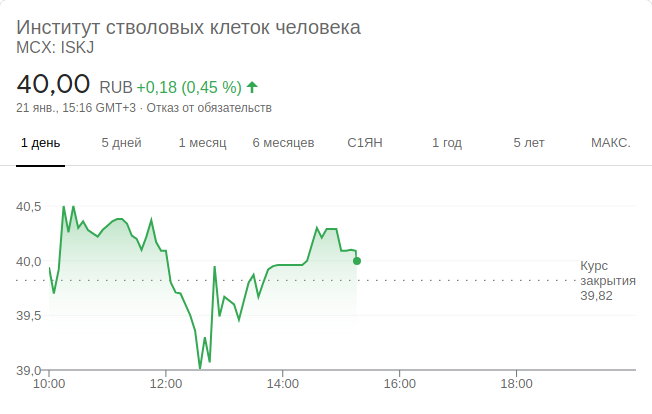 Институт стволовых клеток человека
MCX: ISKJ
40,00 RUB +0,18 (0,45 %)
21 янв., 15:16 GMT+3 · Отказ от обязательств
1 день 5 дней 1 месяц 6 месяцев С1ЯН 1 год 5 лет МАКС.
40,5
40,0
39,5
39,0
Курс
закрытия
39,82
10:00 12:00 14:00 16:00 18:00